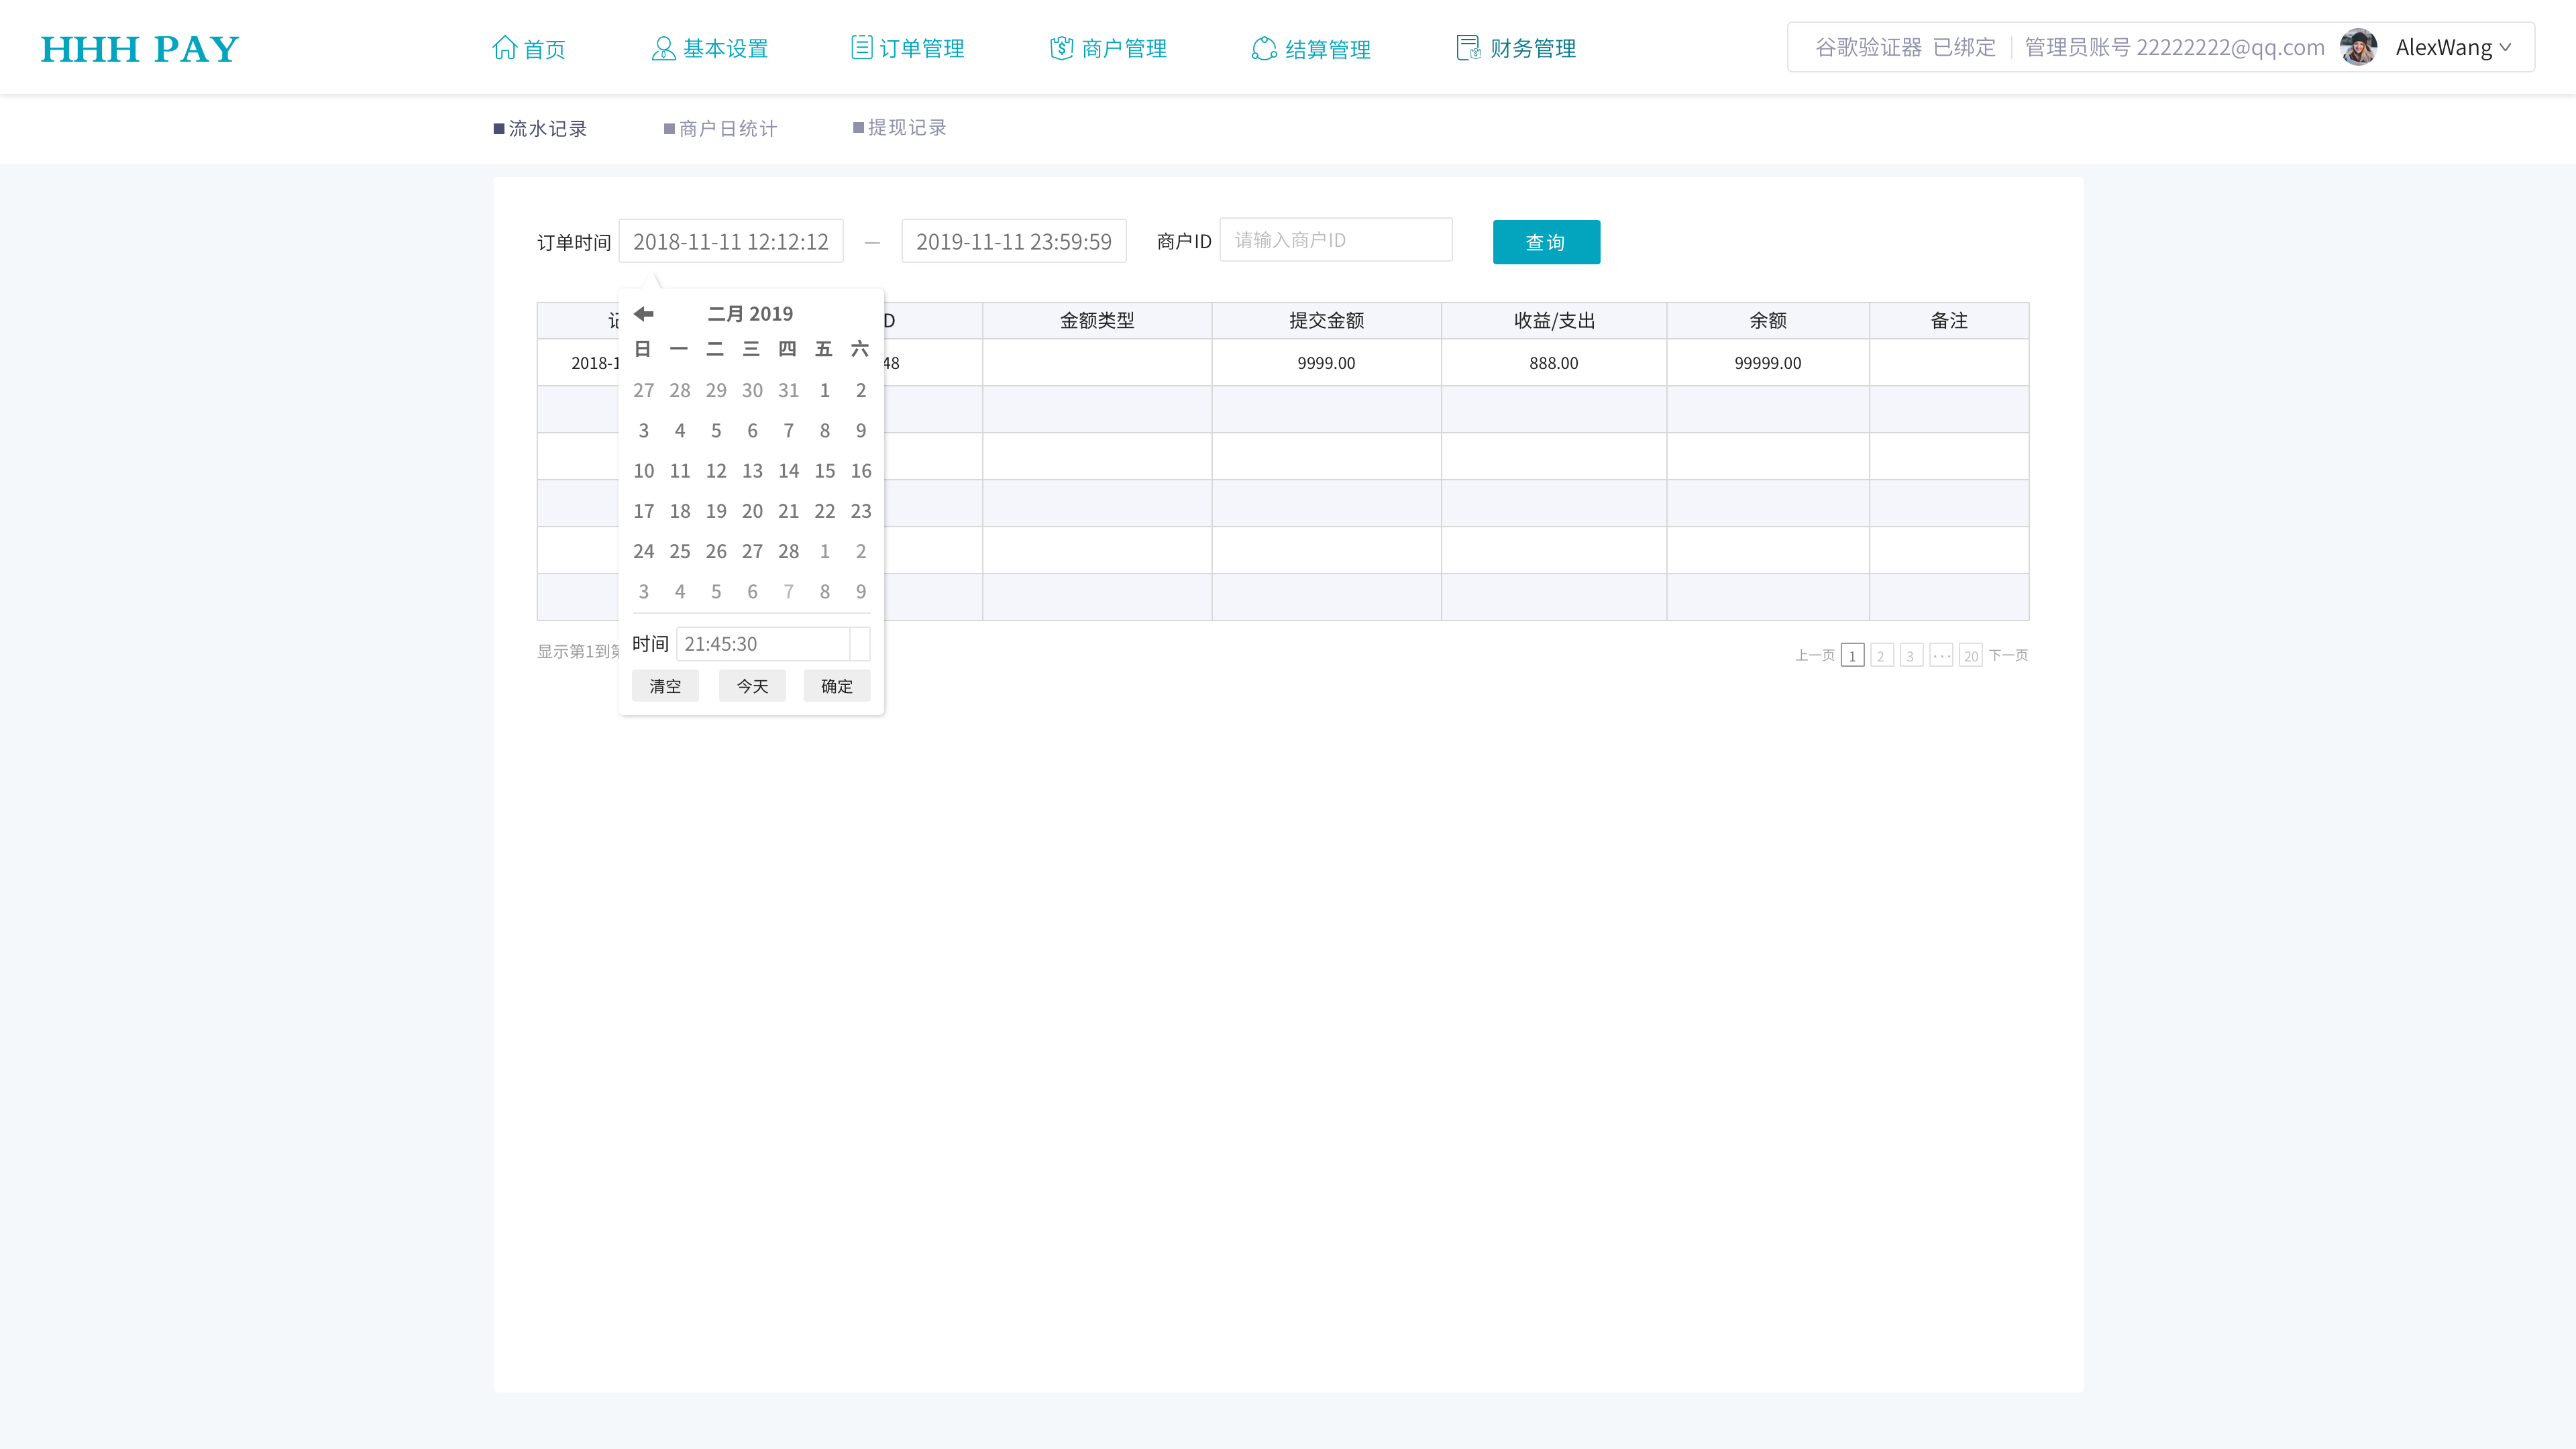 HHH PAY
首页 基本设置 订单管理 商户管理 结算管理 财务管理
谷歌验证器 已绑定 管理员账号 22222222@qq.com AlexWang
流水记录 商户日统计 提现记录
订单时间 2018-11-11 12:12:12 — 2019-11-11 23:59:59 商户ID 请输入商户ID 查询
D 金额类型 提交金额 收益/支出 余额 备注
2018-1 48 9999.00 888.00 99999.00
二月 2019
日 一 二 三 四 五 六
27 28 29 30 31 1 2
3 4 5 6 7 8 9
10 11 12 13 14 15 16
17 18 19 20 21 22 23
24 25 26 27 28 1 2
3 4 5 6 7 8 9
时间 21:45:30
清空 今天 确定
显示第1到
上一页 1 2 3 ··· 20 下一页